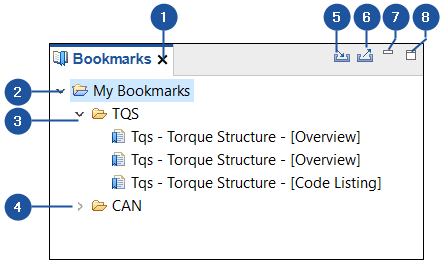 1
5
6
7
8
Bookmarks
2
My Bookmarks
3
TQS
Tqs - Torque Structure - [Overview]
Tqs - Torque Structure - [Overview]
Tqs - Torque Structure - [Code Listing]
4
CAN